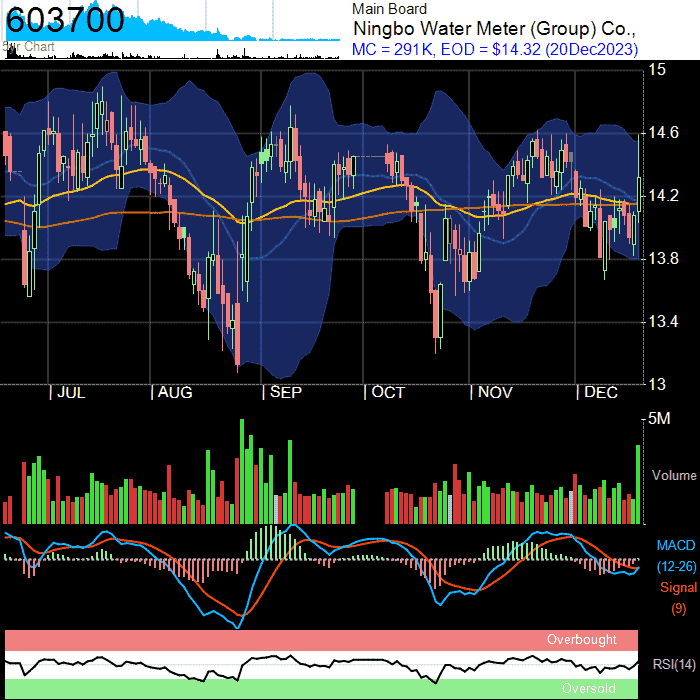 603700
5yr Chart
Main Board
Ningbo Water Meter (Group) Co.,
MC = 291K, EOD = $14.32 (20Dec2023)
15
14.6
14.2
13.8
13.4
13
| JUL | AUG | SEP | OCT | NOV | DEC
5M
Volume
MACD
(12-26)
Signal
(9)
Overbought
RSI(14)
Oversold